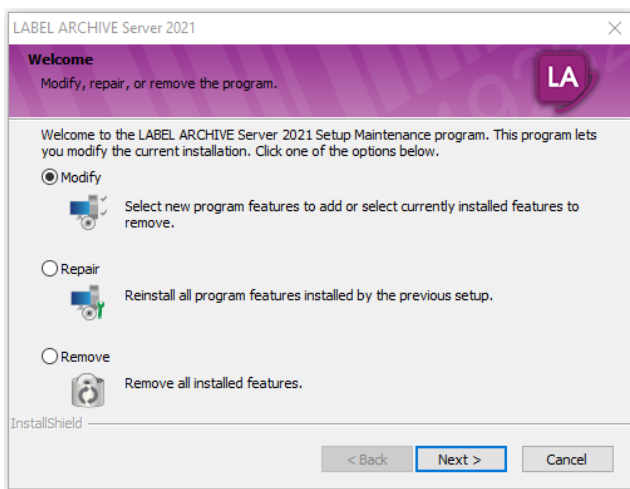 LABEL ARCHIVE Server 2021
Welcome
Modify, repair, or remove the program.
LA
Welcome to the LABEL ARCHIVE Server 2021 Setup Maintenance program. This program lets
you modify the current installation. Click one of the options below.
Modify
Select new program features to add or select currently installed features to
remove.
Repair
Reinstall all program features installed by the previous setup.
Remove
Remove all installed features.
InstallShield
< Back
Next >
Cancel